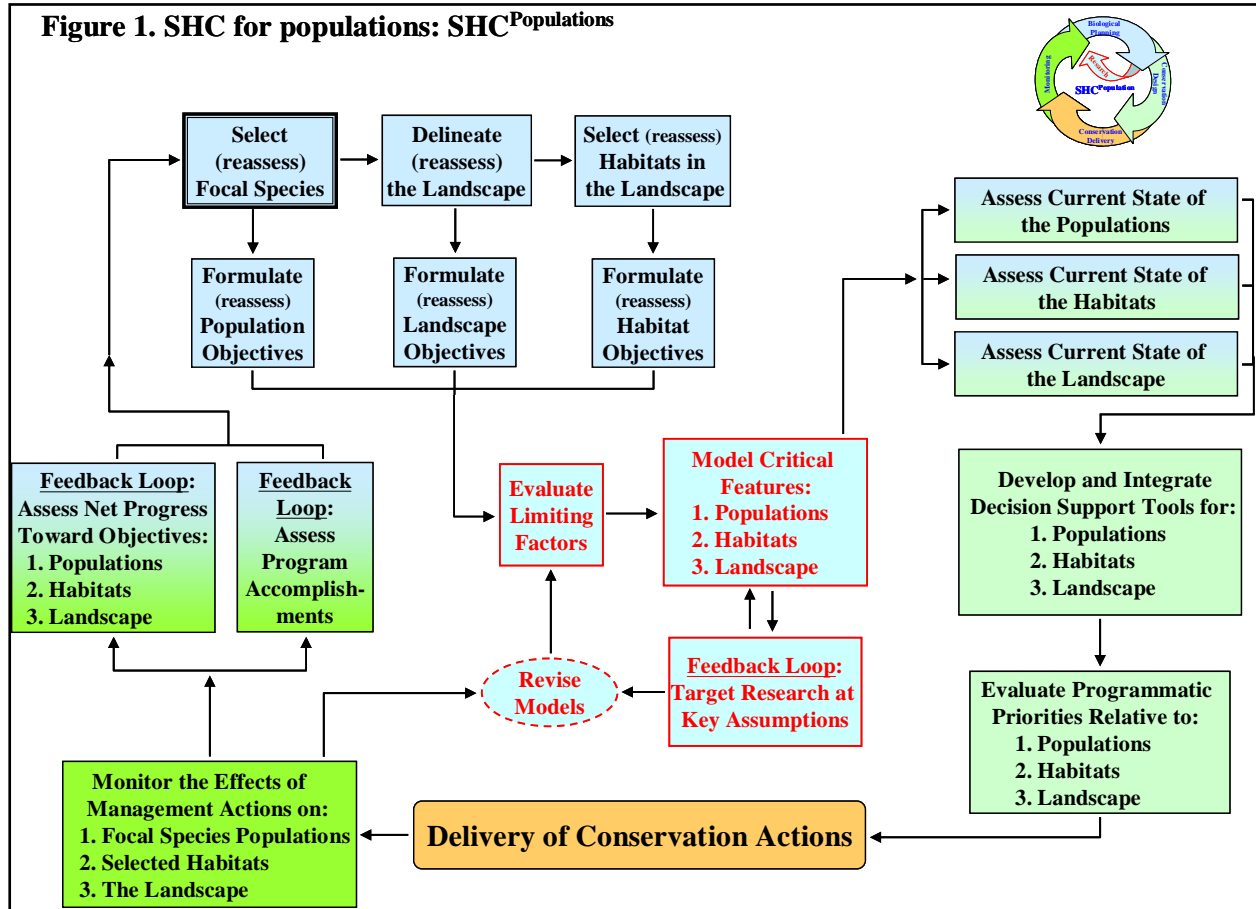 Figure 1. SHC for populations: SHC^Populations
Biological
Planning
Conservation
Design
Conservation
Delivery
Monitoring
Research
SHC^Population
Select
(reassess)
Focal Species
Delineate
(reassess)
the Landscape
Select (reassess)
Habitats in
the Landscape
Formulate
(reassess)
Population
Objectives
Formulate
(reassess)
Landscape
Objectives
Formulate
(reassess)
Habitat
Objectives
Assess Current State of
the Populations
Assess Current State of
the Habitats
Assess Current State of
the Landscape
Feedback Loop:
Assess Net Progress
Toward Objectives:
1. Populations
2. Habitats
3. Landscape
Feedback
Loop:
Assess
Program
Accomplish-
ments
Evaluate
Limiting
Factors
Model Critical
Features:
1. Populations
2. Habitats
3. Landscape
Develop and Integrate
Decision Support Tools for:
1. Populations
2. Habitats
3. Landscape
Revise
Models
Feedback Loop:
Target Research at
Key Assumptions
Evaluate Programmatic
Priorities Relative to:
1. Populations
2. Habitats
3. Landscape
Monitor the Effects of
Management Actions on:
1. Focal Species Populations
2. Selected Habitats
3. The Landscape
Delivery of Conservation Actions